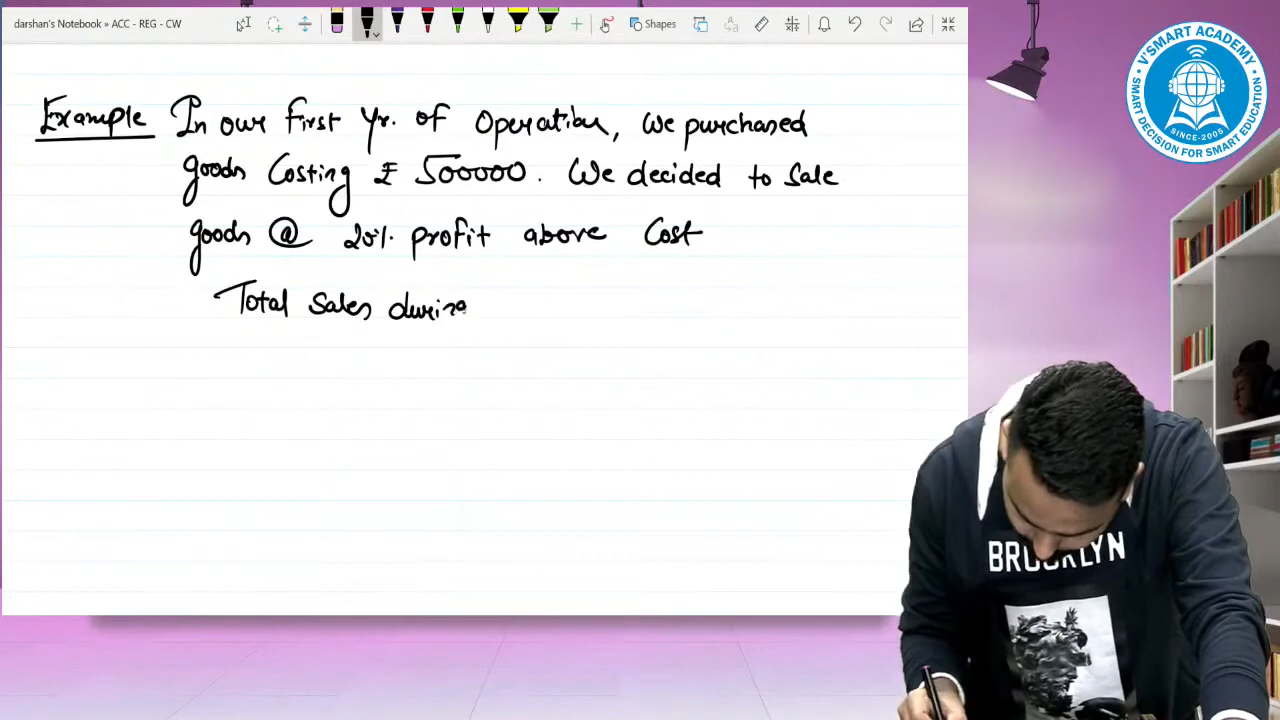 darshan's Notebook » ACC - REG - CW
Shapes
Example In our first yr. of Operation, We purchased
goods Costing ₹ 500000. We decided to Sale
goods @ 20% profit above Cost
Total Sales during
V'SMART ACADEMY
SINCE-2005
SMART DECISION FOR SMART EDUCATION
BROOKLYN